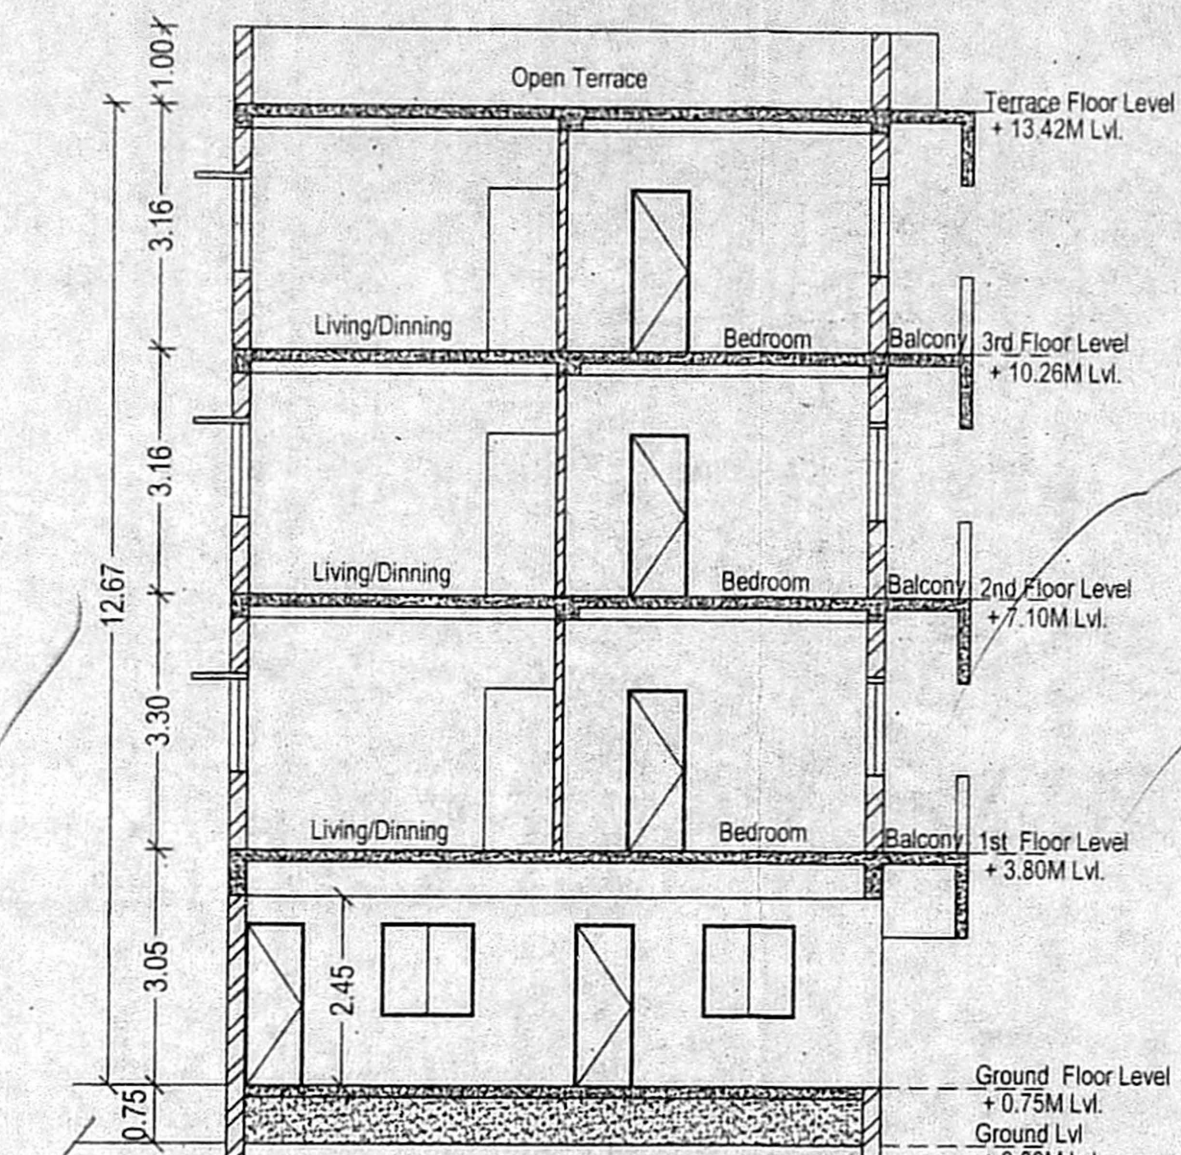 1.00
Open Terrace
Terrace Floor Level
+ 13.42M Lvl.
3.16
Living/Dinning
Bedroom
Balcony
3rd Floor Level
+ 10.26M Lvl.
3.16
12.67
Living/Dinning
Bedroom
Balcony
2nd Floor Level
+ 7.10M Lvl.
3.30
Living/Dinning
Bedroom
Balcony
1st Floor Level
+ 3.80M Lvl.
3.05
2.45
Ground Floor Level
+ 0.75M Lvl.
0.75
Ground Lvl